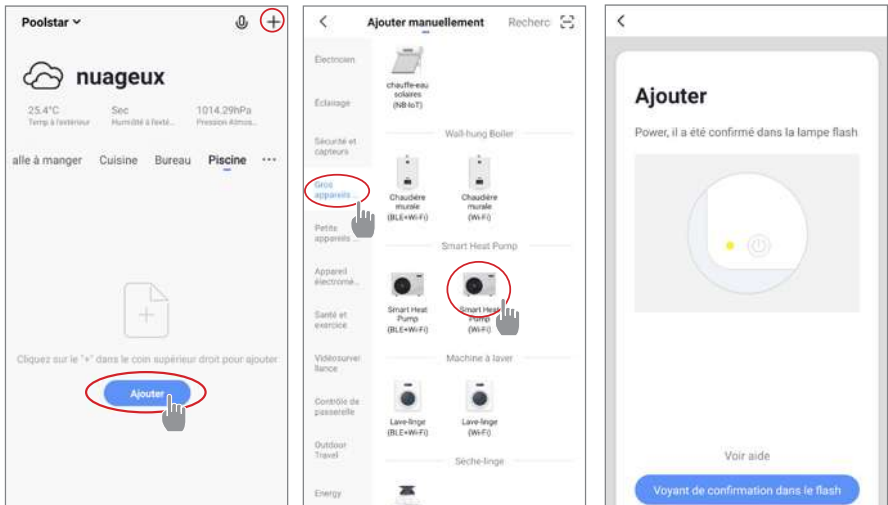 Poolstar
nuageux
25.4°C Sec 1014.29hPa
Temp à l'extérieur Humidité à l'exté... Pression Atmos...
alle à manger Cuisine Bureau Piscine ...
Cliquez sur le "+" dans le coin supérieur droit pour ajouter
Ajouter
Ajouter manuellement Recherc
Électricien
Éclairage
Sécurité et
capteurs
Gros
appareils ...
Petits
appareils ...
Appareil
électromé...
Santé et
exercice
Vidéosurvei
llance
Contrôle de
passerelle
Outdoor
Travel
Energy
chauffe-eau
solaires
(NB-IoT)
Wall-hung Boiler
Chaudière
murale
(BLE+Wi-Fi)
Chaudière
murale
(Wi-Fi)
Smart Heat Pump
Smart Heat
Pump
(BLE+Wi-Fi)
Smart Heat
Pump
(Wi-Fi)
Machine à laver
Lave-linge
(BLE+Wi-Fi)
Lave-linge
(Wi-Fi)
Sèche-linge
Ajouter
Power, il a été confirmé dans la lampe flash
Voir aide
Voyant de confirmation dans le flash